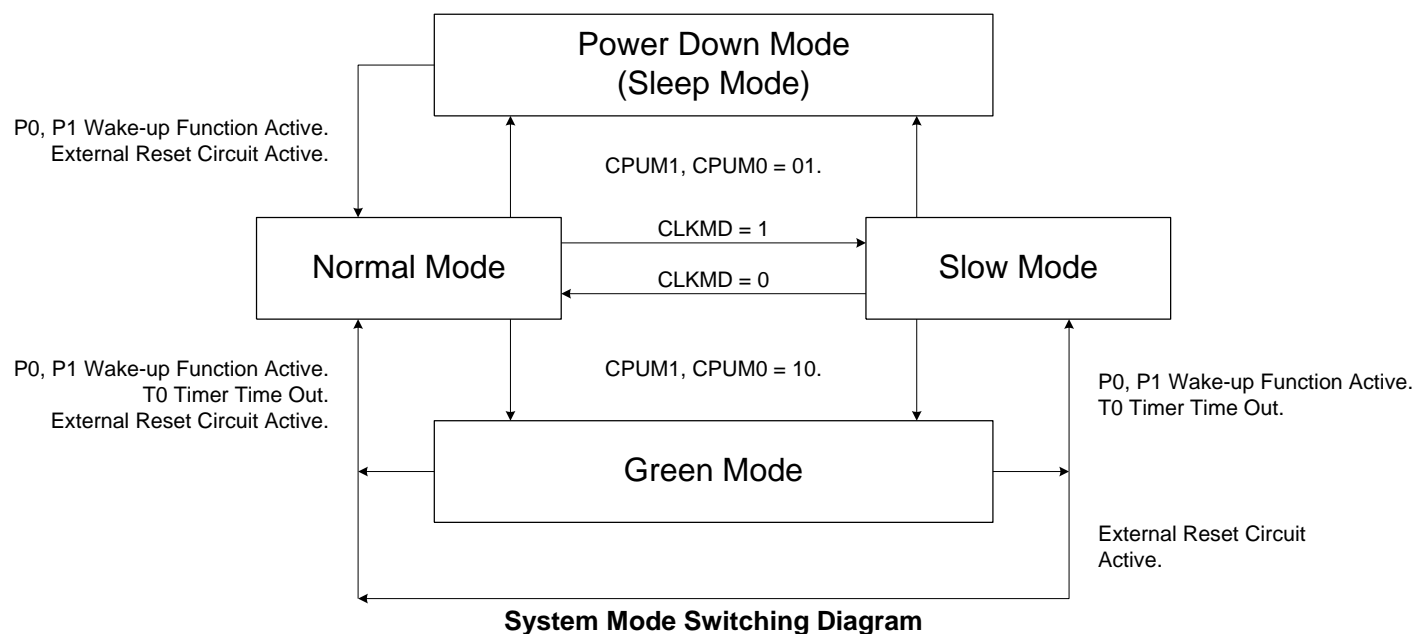 Power Down Mode
(Sleep Mode)
P0, P1 Wake-up Function Active.
External Reset Circuit Active.
CPUM1, CPUM0 = 01.
CLKMD = 1
Normal Mode
Slow Mode
CLKMD = 0
P0, P1 Wake-up Function Active.
T0 Timer Time Out.
External Reset Circuit Active.
CPUM1, CPUM0 = 10.
P0, P1 Wake-up Function Active.
T0 Timer Time Out.
Green Mode
External Reset Circuit
Active.
System Mode Switching Diagram